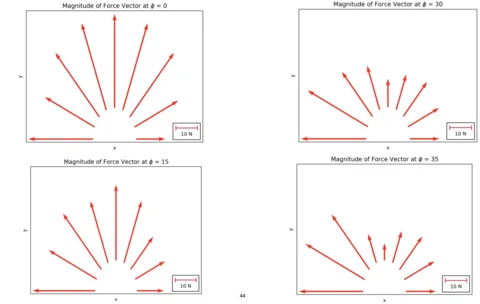 Magnitude of Force Vector at ϕ = 0
y
10 N
x
Magnitude of Force Vector at ϕ = 30
y
10 N
x
Magnitude of Force Vector at ϕ = 15
y
10 N
x
Magnitude of Force Vector at ϕ = 35
y
10 N
x
44